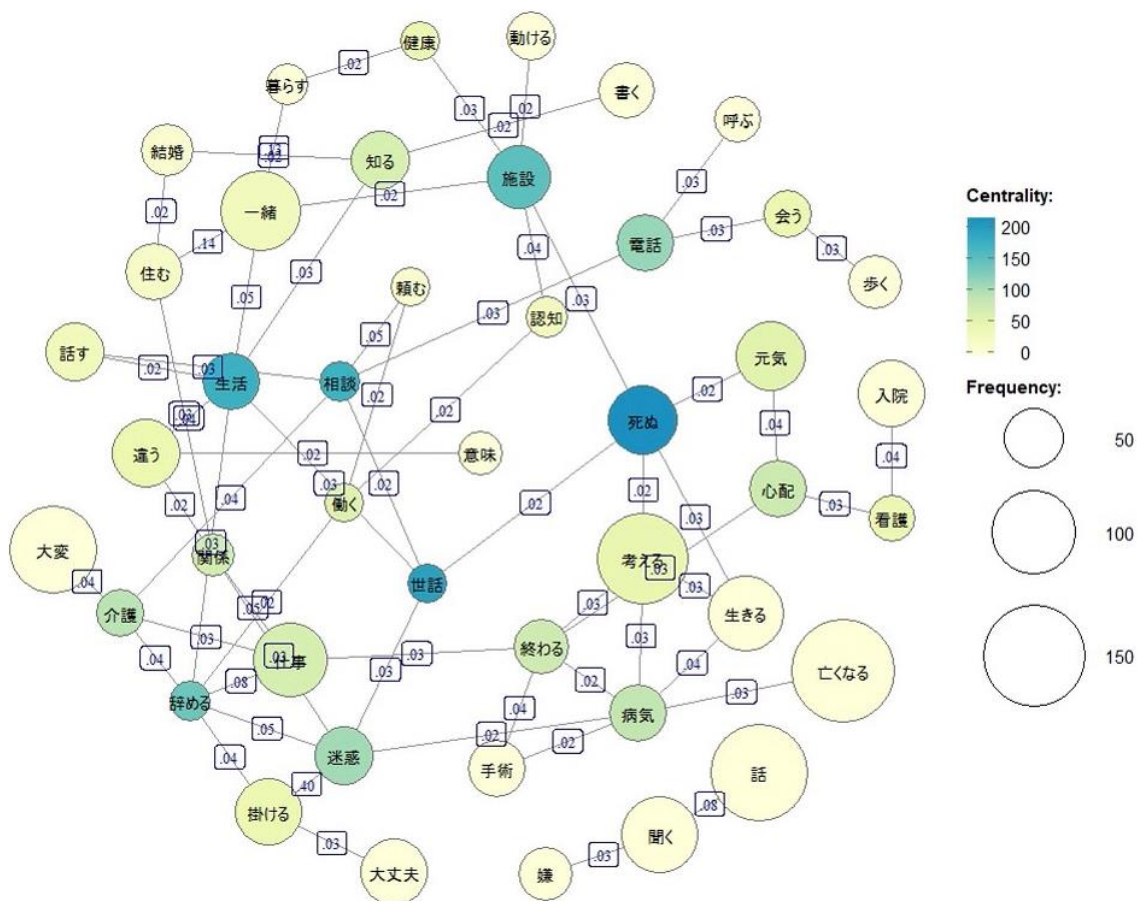 健康
動ける
.02
暮らす
書く
.03
.02
.02
呼ぶ
結婚
知る
.02
施設
一緒
.02
.03
会う
.02
.14
電話
.03
.04
.03
住む
.03
歩く
.05
頼む
認知
.03
.03
話す
.05
元気
.02
.03
生活
相談
.02
入院
.02
死ぬ
.02
.04
違う
.02
意味
.04
.03
.02
心配
.02
働く
.02
.03
看護
.04
.02
.03
大変
.03
関係
考える
.03
.04
世話
.03
介護
.05
.02
.03
生きる
.03
終わる
.03
.04
.03
仕事
.03
.03
.04
亡くなる
.08
.02
.03
辞める
病気
.05
.04
.02
.04
迷惑
.02
手術
話
.40
.08
掛ける
聞く
.03
.03
大丈夫
嫌
Centrality:
200
150
100
50
0
Frequency:
50
100
150